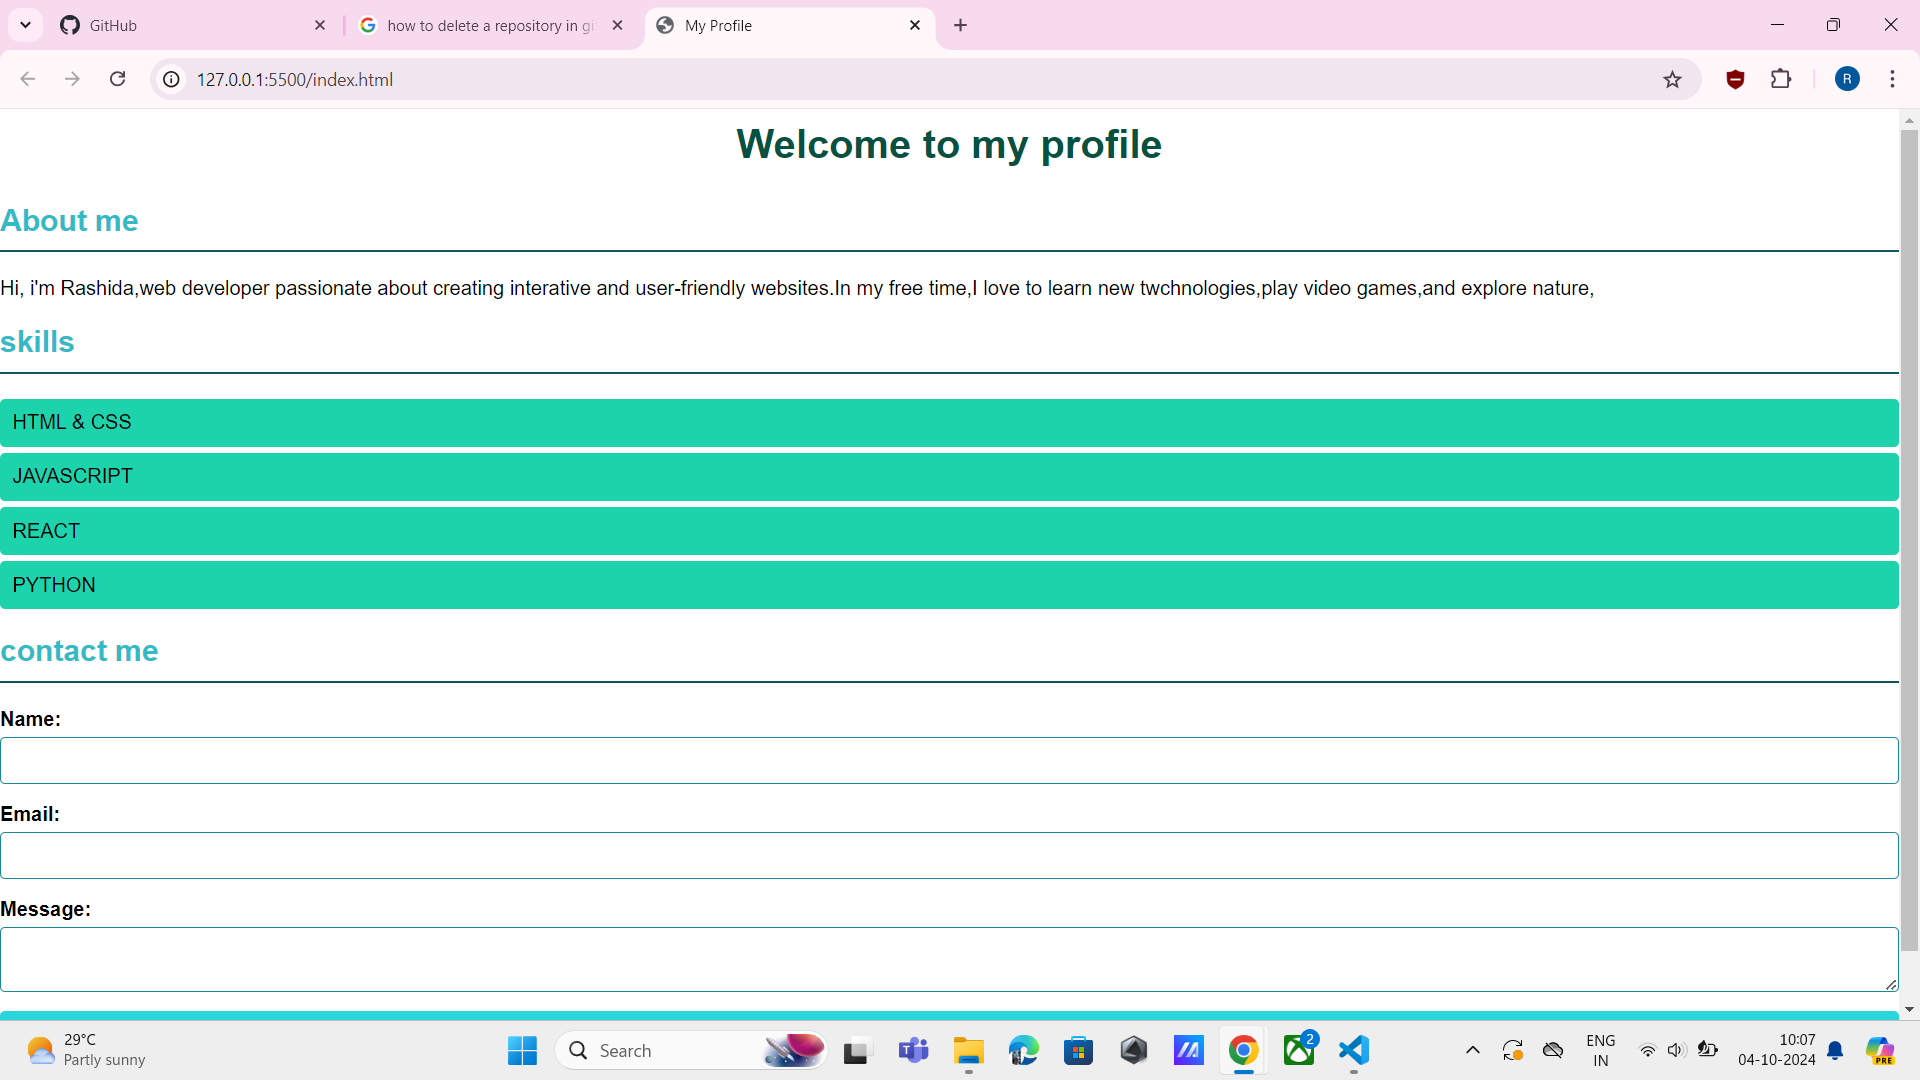 GitHub
how to delete a repository in gi
My Profile
127.0.0.1:5500/index.html
R
Welcome to my profile
About me
Hi, i'm Rashida,web developer passionate about creating interative and user-friendly websites.In my free time,I love to learn new twchnologies,play video games,and explore nature,
skills
HTML & CSS
JAVASCRIPT
REACT
PYTHON
contact me
Name:
Email:
Message:
29°C
Partly sunny
Search
2
ENG
IN
10:07
04-10-2024
PRE